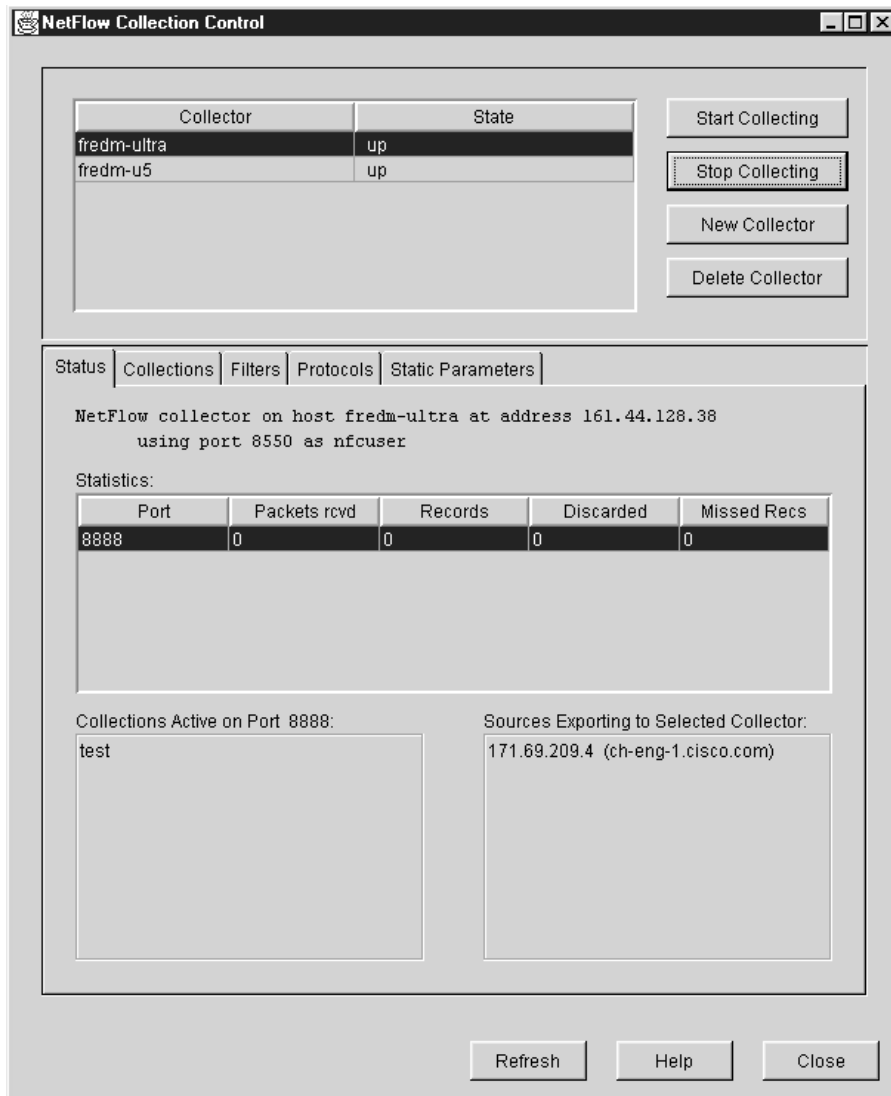 NetFlow Collection Control
Collector State
fredm-ultra up
fredm-u5 up
Start Collecting
Stop Collecting
New Collector
Delete Collector
Status Collections Filters Protocols Static Parameters
NetFlow collector on host fredm-ultra at address 161.44.128.38
using port 8550 as nfcuser
Statistics:
Port Packets rcvd Records Discarded Missed Recs
8888 0 0 0 0
Collections Active on Port 8888:
test
Sources Exporting to Selected Collector:
171.69.209.4 (ch-eng-1.cisco.com)
Refresh Help Close